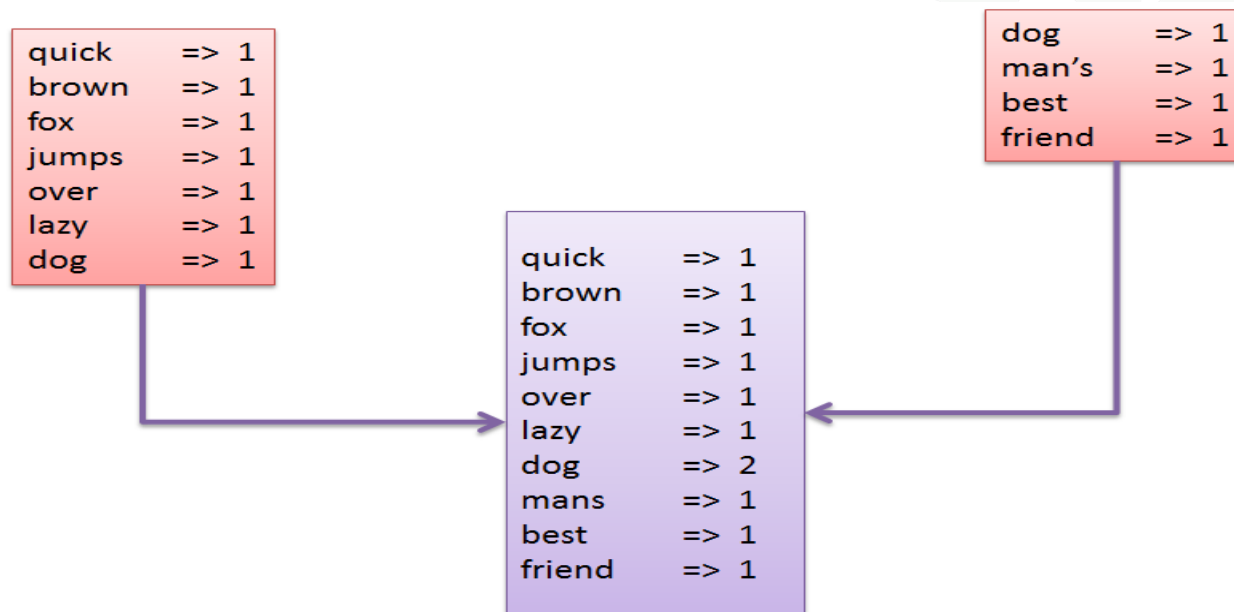 quick => 1
brown => 1
fox => 1
jumps => 1
over => 1
lazy => 1
dog => 1
dog => 1
man’s => 1
best => 1
friend => 1
quick => 1
brown => 1
fox => 1
jumps => 1
over => 1
lazy => 1
dog => 2
mans => 1
best => 1
friend => 1